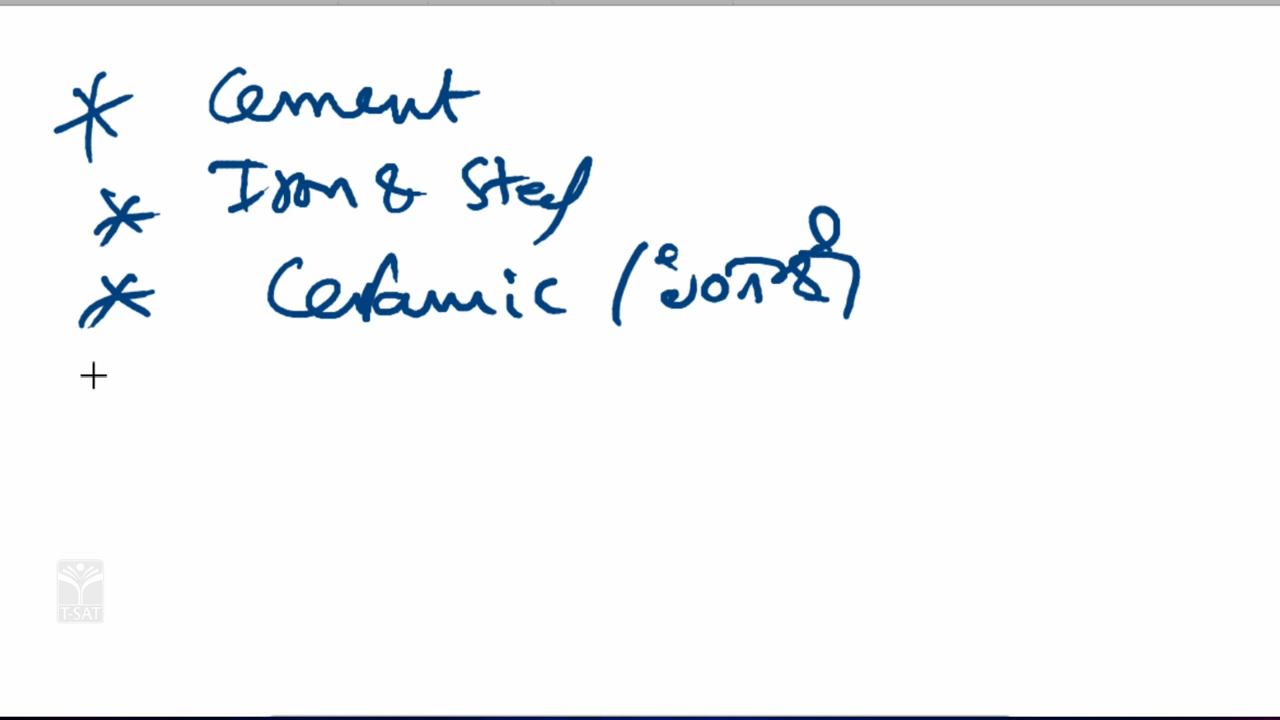 * Cement
* Iron & Steel
* Ceramic (పింగాణీ)
T-SAT